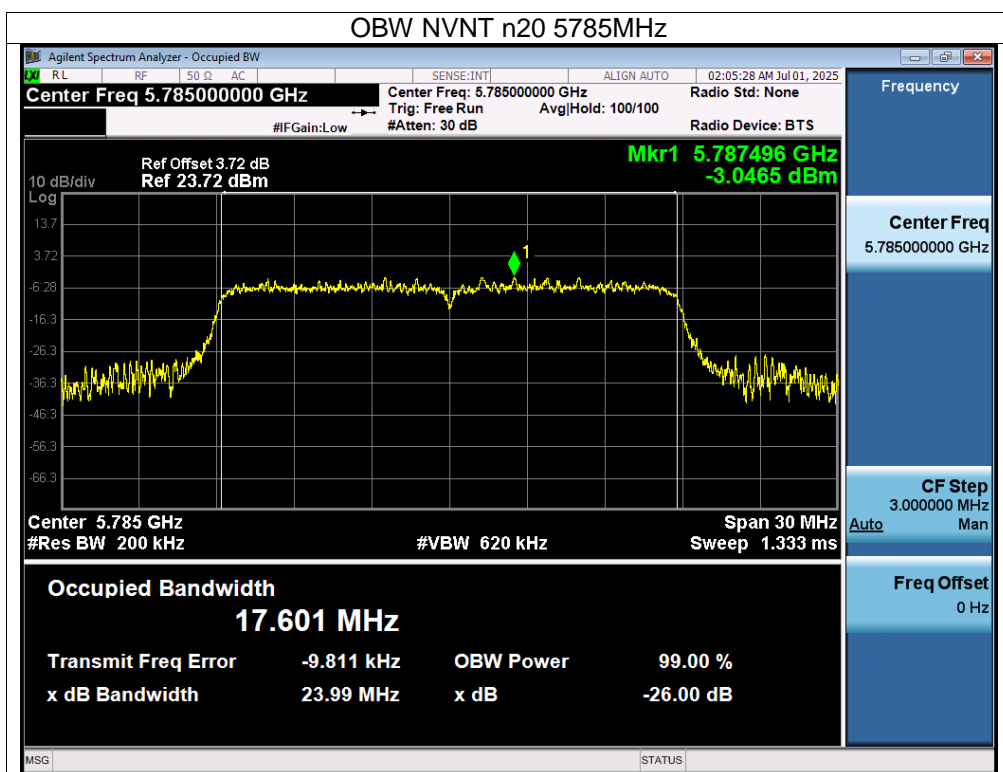 OBW NVNT n20 5785MHz
Agilent Spectrum Analyzer - Occupied BW
LXI RL RF 50 Ω AC SENSE:INT ALIGN AUTO 02:05:28 AM Jul 01, 2025
Center Freq 5.785000000 GHz
Center Freq: 5.785000000 GHz
Radio Std: None
Trig: Free Run Avg|Hold: 100/100
#IFGain:Low #Atten: 30 dB Radio Device: BTS
Mkr1 5.787496 GHz
-3.0465 dBm
Ref Offset 3.72 dB
10 dB/div Ref 23.72 dBm
Log
13.7
3.72
-6.28
-16.3
-26.3
-36.3
-46.3
-56.3
-66.3
1
Center 5.785 GHz Span 30 MHz
#Res BW 200 kHz #VBW 620 kHz Sweep 1.333 ms
Occupied Bandwidth
17.601 MHz
Transmit Freq Error -9.811 kHz OBW Power 99.00 %
x dB Bandwidth 23.99 MHz x dB -26.00 dB
Frequency
Center Freq
5.785000000 GHz
CF Step
3.000000 MHz
Auto Man
Freq Offset
0 Hz
MSG STATUS